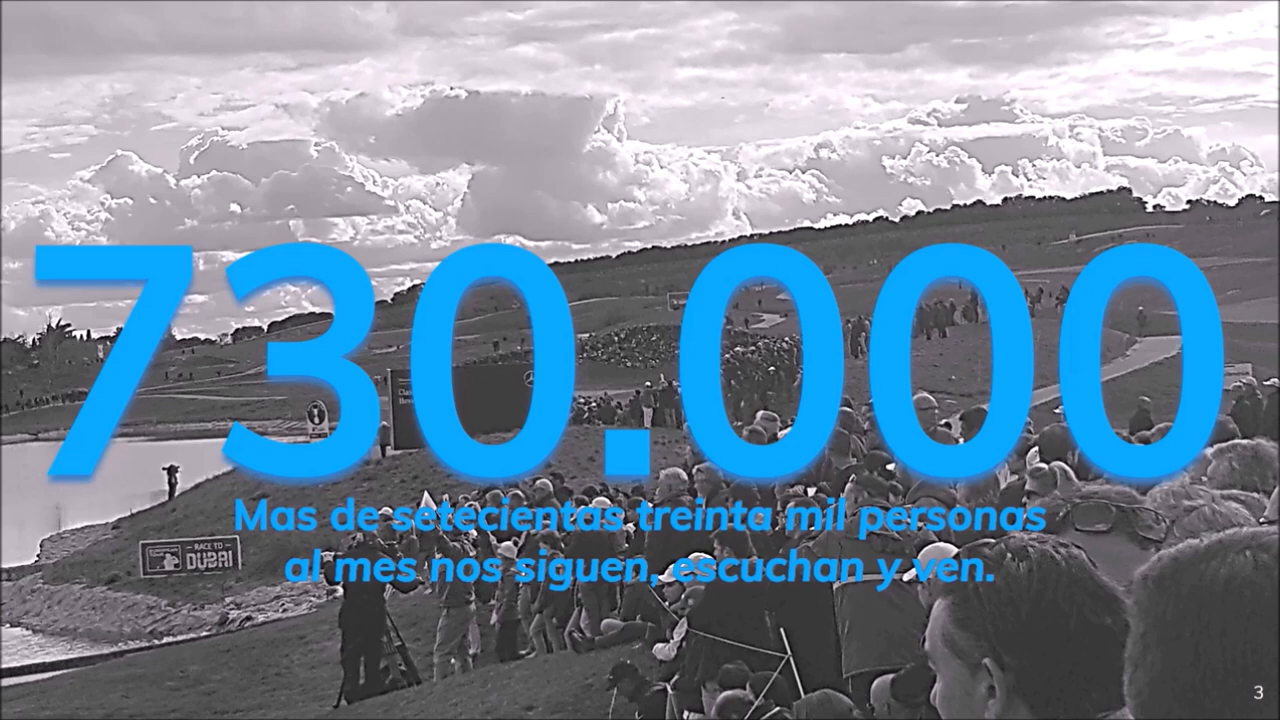 730.000
Mas de setecientas treinta mil personas
al mes nos siguen, escuchan y ven.
RACE TO
DUBAI
3